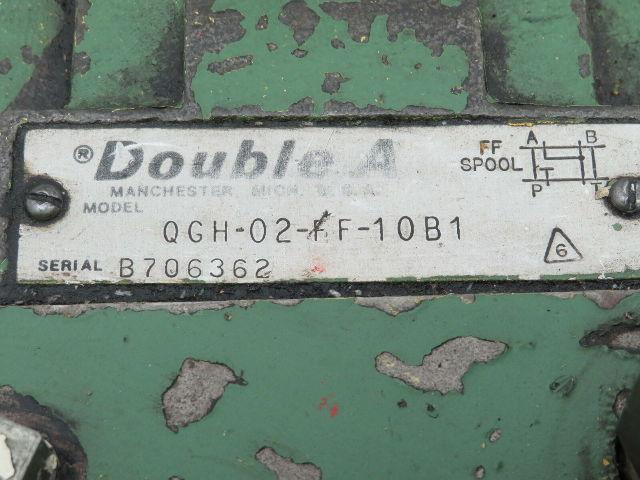 ® Double A
MANCHESTER, MICH. U.S.A.
MODEL
QGH-02-FF-10B1
SERIAL B706362
FF
SPOOL
A B
P T
6